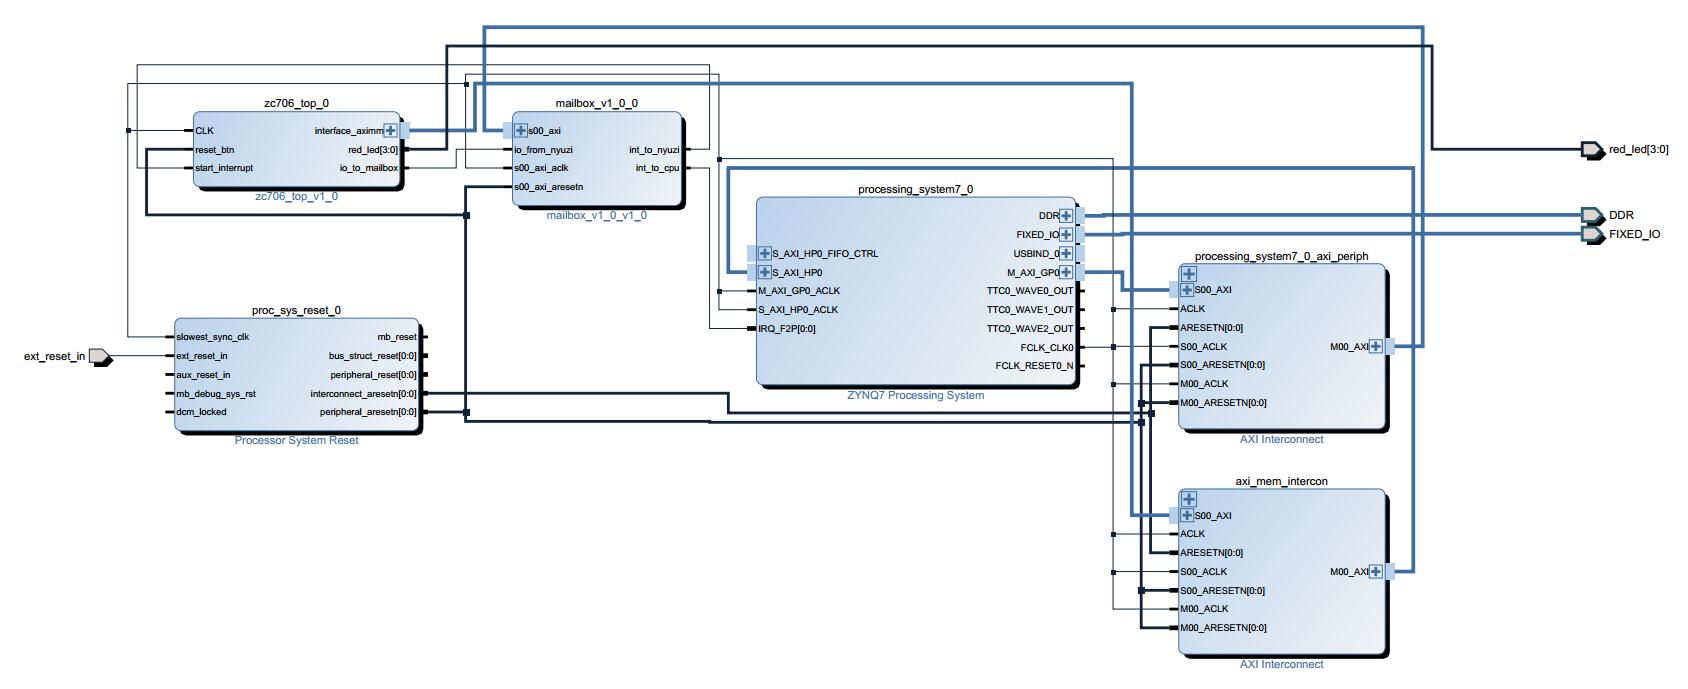 zc706_top_0
CLK
reset_btn
start_interrupt
interface_aximm
red_led[3:0]
io_to_mailbox
zc706_top_v1_0
mailbox_v1_0_0
s00_axi
io_from_nyuzi
s00_axi_aclk
s00_axi_aresetn
int_to_nyuzi
int_to_cpu
mailbox_v1_0_v1_0
proc_sys_reset_0
ext_reset_in
slowest_sync_clk
ext_reset_in
aux_reset_in
mb_debug_sys_rst
dcm_locked
mb_reset
bus_struct_reset[0:0]
peripheral_reset[0:0]
interconnect_aresetn[0:0]
peripheral_aresetn[0:0]
Processor System Reset
processing_system7_0
S_AXI_HP0_FIFO_CTRL
S_AXI_HP0
M_AXI_GP0_ACLK
S_AXI_HP0_ACLK
IRQ_F2P[0:0]
DDR
FIXED_IO
USBIND_0
M_AXI_GP0
TTC0_WAVE0_OUT
TTC0_WAVE1_OUT
TTC0_WAVE2_OUT
FCLK_CLK0
FCLK_RESET0_N
ZYNQ7 Processing System
processing_system7_0_axi_periph
S00_AXI
ACLK
ARESETN[0:0]
S00_ACLK
S00_ARESETN[0:0]
M00_ACLK
M00_ARESETN[0:0]
M00_AXI
AXI Interconnect
axi_mem_intercon
S00_AXI
ACLK
ARESETN[0:0]
S00_ACLK
S00_ARESETN[0:0]
M00_ACLK
M00_ARESETN[0:0]
M00_AXI
AXI Interconnect
red_led[3:0]
DDR
FIXED_IO